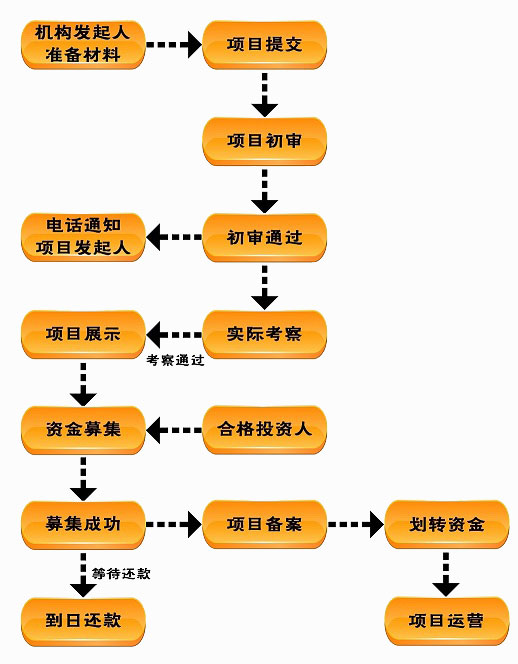 机构发起人
准备材料
项目提交
项目初审
电话通知
项目发起人
初审通过
项目展示
实际考察
考察通过
资金募集
合格投资人
募集成功
项目备案
划转资金
等待还款
到日还款
项目运营